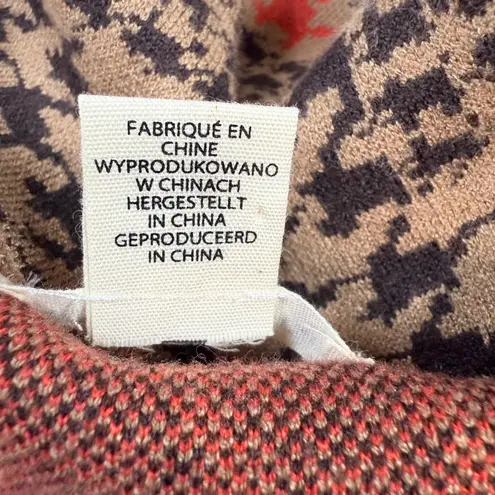 FABRIQUÉ EN
CHINE
WYPRODUKOWANO
W CHINACH
HERGESTELLT
IN CHINA
GEPRODUCEERD
IN CHINA